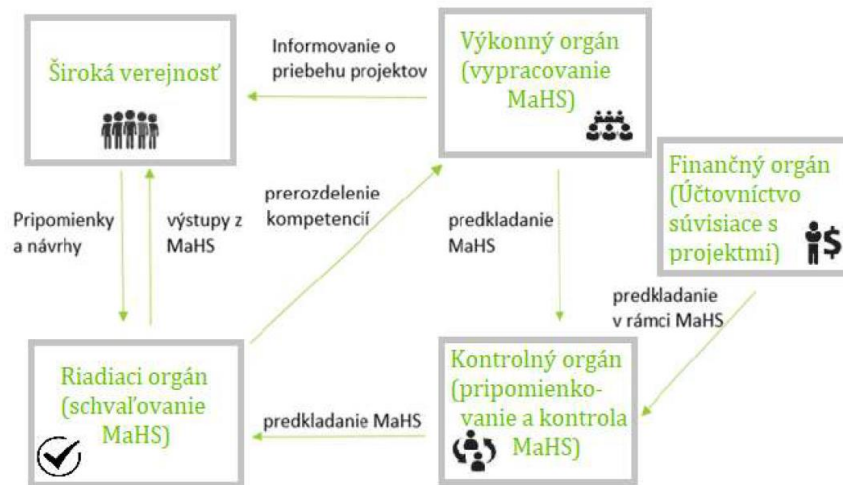 Široká verejnosť
Informovanie o
priebehu projektov
Výkonný orgán
(vypracovanie
MaHS)
Finančný orgán
(Účtovníctvo
súvisiace s
projektmi)
Pripomienky
a návrhy
výstupy z
MaHS
prerozdelenie
kompetencií
predkladanie
MaHS
predkladanie
v rámci MaHS
Riadiaci orgán
(schvaľovanie
MaHS)
predkladanie MaHS
Kontrolný orgán
(pripomienko-
vanie a kontrola
MaHS)